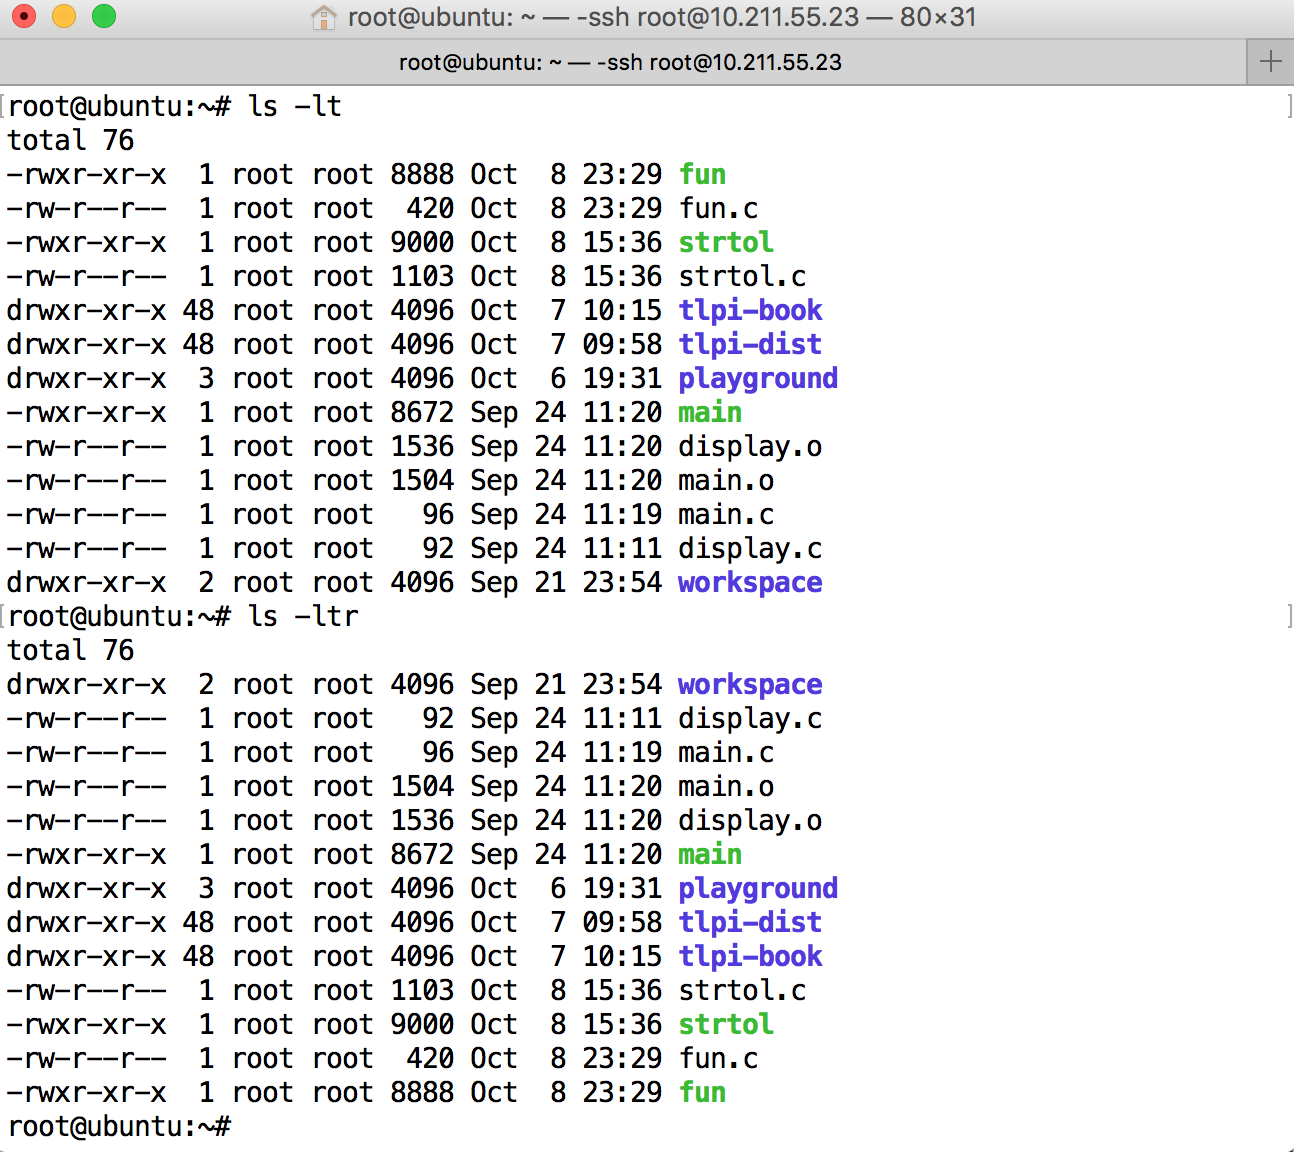 root@ubuntu: ~ — -ssh root@10.211.55.23 — 80×31
root@ubuntu: ~ — -ssh root@10.211.55.23
root@ubuntu:~# ls -lt
total 76
-rwxr-xr-x  1 root root 8888 Oct  8 23:29 fun
-rw-r--r--  1 root root  420 Oct  8 23:29 fun.c
-rwxr-xr-x  1 root root 9000 Oct  8 15:36 strtol
-rw-r--r--  1 root root 1103 Oct  8 15:36 strtol.c
drwxr-xr-x 48 root root 4096 Oct  7 10:15 tlpi-book
drwxr-xr-x 48 root root 4096 Oct  7 09:58 tlpi-dist
drwxr-xr-x  3 root root 4096 Oct  6 19:31 playground
-rwxr-xr-x  1 root root 8672 Sep 24 11:20 main
-rw-r--r--  1 root root 1536 Sep 24 11:20 display.o
-rw-r--r--  1 root root 1504 Sep 24 11:20 main.o
-rw-r--r--  1 root root   96 Sep 24 11:19 main.c
-rw-r--r--  1 root root   92 Sep 24 11:11 display.c
drwxr-xr-x  2 root root 4096 Sep 21 23:54 workspace
root@ubuntu:~# ls -ltr
total 76
drwxr-xr-x  2 root root 4096 Sep 21 23:54 workspace
-rw-r--r--  1 root root   92 Sep 24 11:11 display.c
-rw-r--r--  1 root root   96 Sep 24 11:19 main.c
-rw-r--r--  1 root root 1504 Sep 24 11:20 main.o
-rw-r--r--  1 root root 1536 Sep 24 11:20 display.o
-rwxr-xr-x  1 root root 8672 Sep 24 11:20 main
drwxr-xr-x  3 root root 4096 Oct  6 19:31 playground
drwxr-xr-x 48 root root 4096 Oct  7 09:58 tlpi-dist
drwxr-xr-x 48 root root 4096 Oct  7 10:15 tlpi-book
-rw-r--r--  1 root root 1103 Oct  8 15:36 strtol.c
-rwxr-xr-x  1 root root 9000 Oct  8 15:36 strtol
-rw-r--r--  1 root root  420 Oct  8 23:29 fun.c
-rwxr-xr-x  1 root root 8888 Oct  8 23:29 fun
root@ubuntu:~#